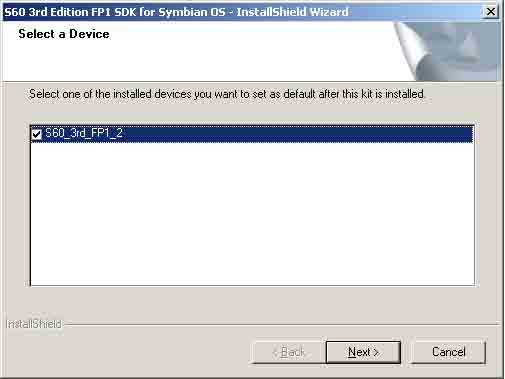 S60 3rd Edition FP1 SDK for Symbian OS - InstallShield Wizard
Select a Device
Select one of the installed devices you want to set as default after this kit is installed.
S60_3rd_FP1_2
InstallShield
< Back
Next >
Cancel